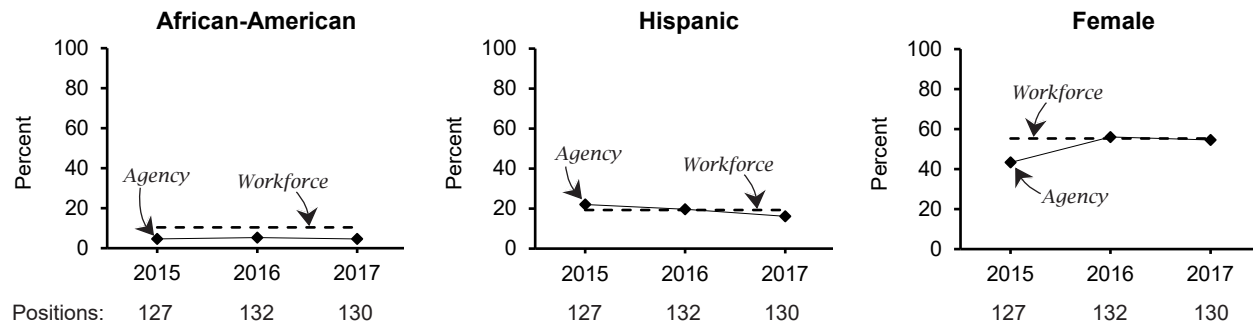 African-American
100
80
60
40
20
0
Percent
Agency
Workforce
2015 2016 2017
Positions: 127 132 130
Hispanic
100
80
60
40
20
0
Percent
Agency
Workforce
2015 2016 2017
127 132 130
Female
100
80
60
40
20
0
Percent
Workforce
Agency
2015 2016 2017
127 132 130